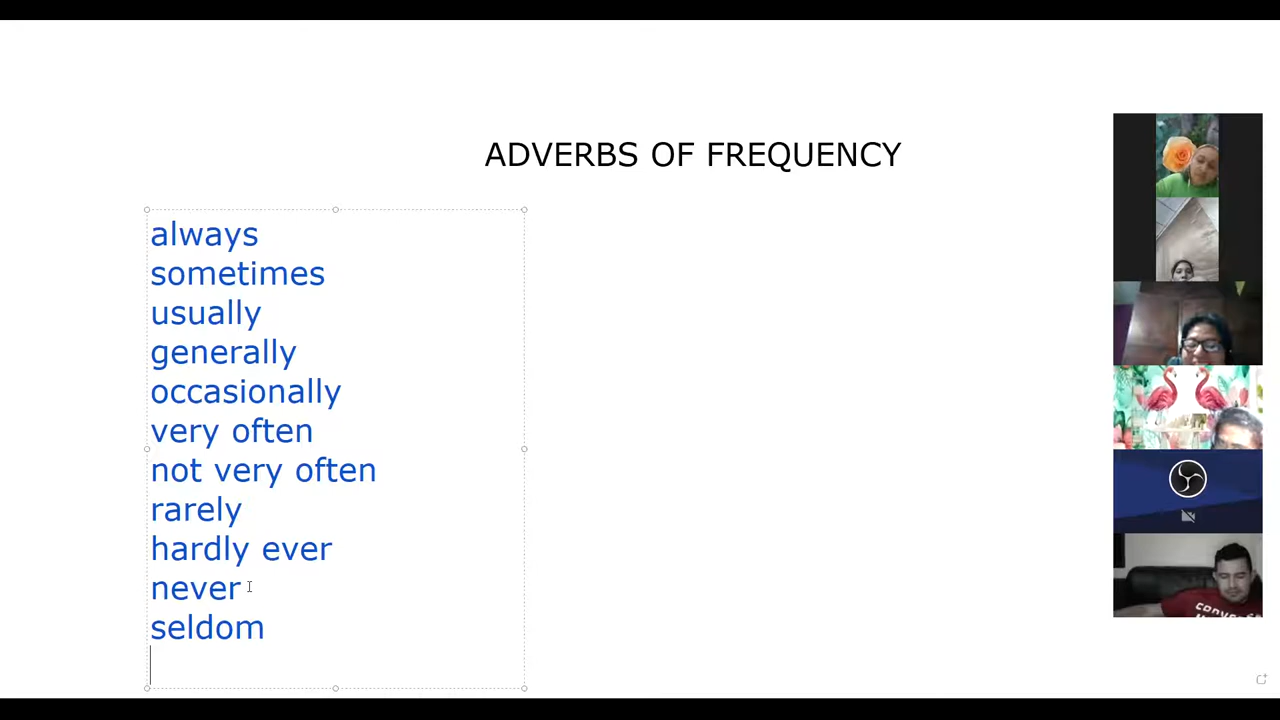 ADVERBS OF FREQUENCY
always
sometimes
usually
generally
occasionally
very often
not very often
rarely
hardly ever
never
seldom